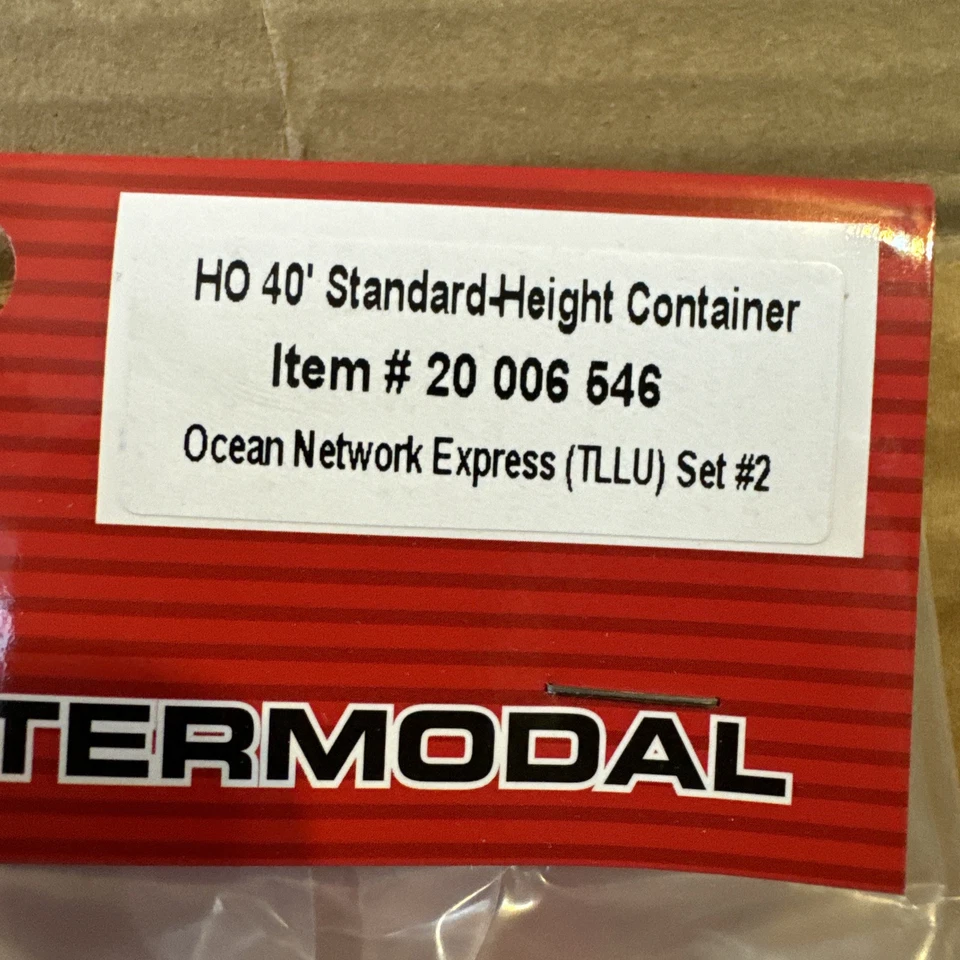 HO 40' Standard-Height Container
Item # 20 006 546
Ocean Network Express (TLLU) Set #2
TERMODAL